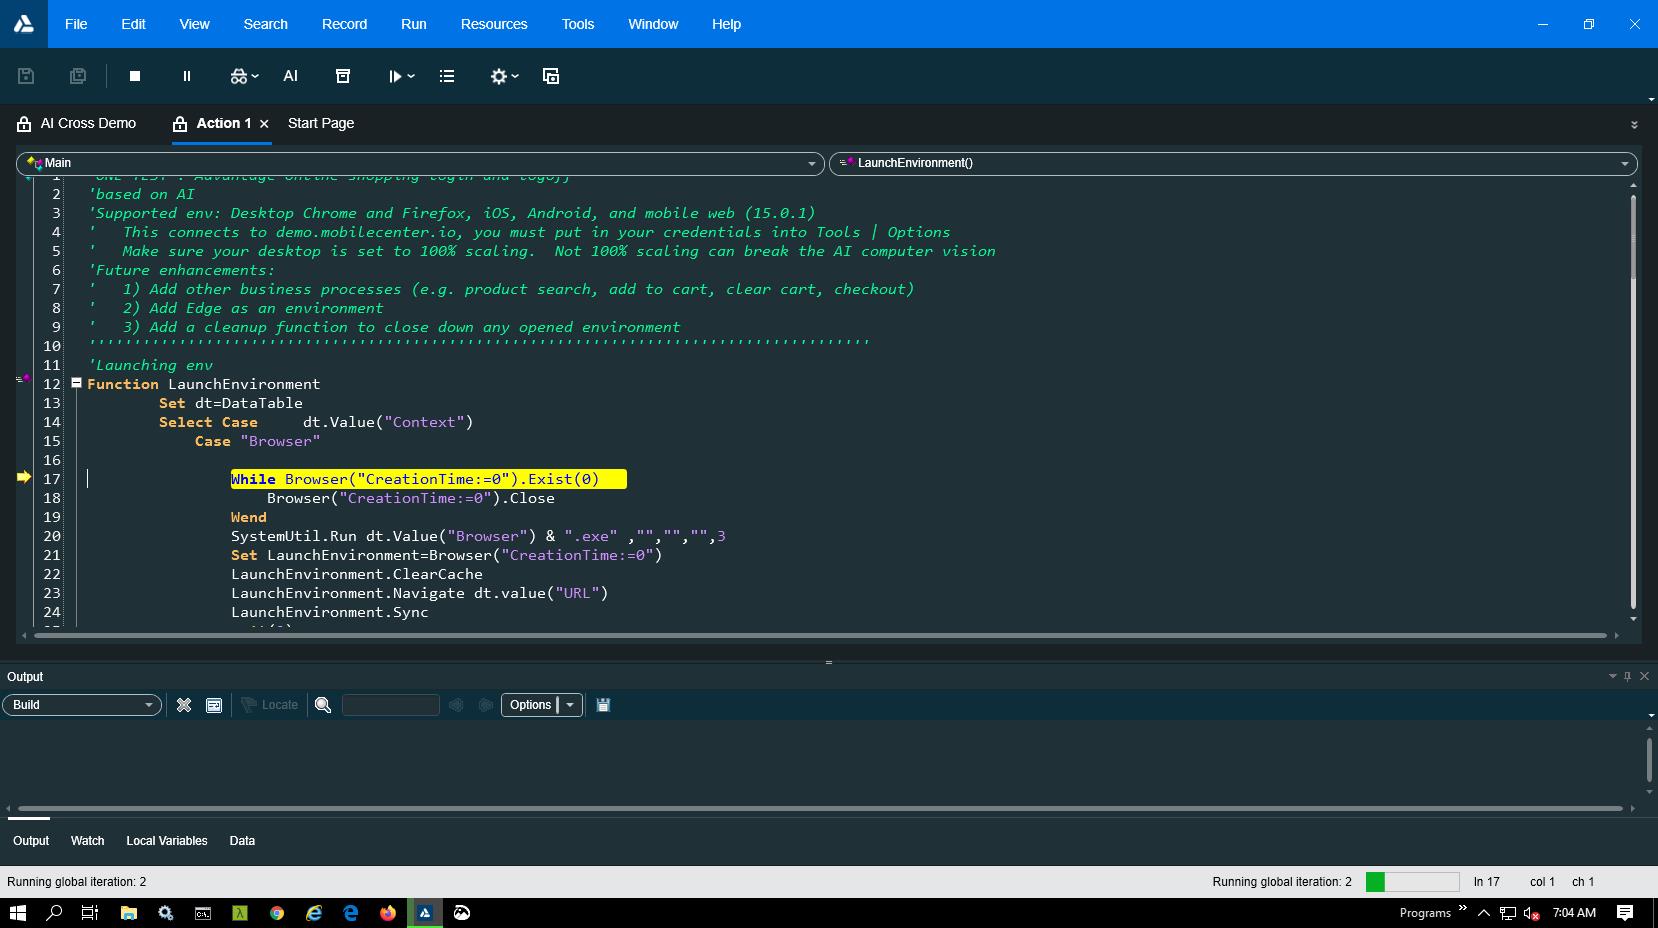 File Edit View Search Record Run Resources Tools Window Help
AI
AI Cross Demo Action 1 Start Page
Main LaunchEnvironment()
2 'based on AI
3 'Supported env: Desktop Chrome and Firefox, iOS, Android, and mobile web (15.0.1)
4 '   This connects to demo.mobilecenter.io, you must put in your credentials into Tools | Options
5 '   Make sure your desktop is set to 100% scaling.  Not 100% scaling can break the AI computer vision
6 'Future enhancements:
7 '   1) Add other business processes (e.g. product search, add to cart, clear cart, checkout)
8 '   2) Add Edge as an environment
9 '   3) Add a cleanup function to close down any opened environment
10 '''''''''''''''''''''''''''''''''''''''''''''''''''''''''''''''''''''''''''''''''''''''
11 'Launching env
12 Function LaunchEnvironment
13 Set dt=DataTable
14 Select Case     dt.Value("Context")
15 Case "Browser"
16
17 While Browser("CreationTime:=0").Exist(0)
18 Browser("CreationTime:=0").Close
19 Wend
20 SystemUtil.Run dt.Value("Browser") & ".exe" ,"","","",3
21 Set LaunchEnvironment=Browser("CreationTime:=0")
22 LaunchEnvironment.ClearCache
23 LaunchEnvironment.Navigate dt.value("URL")
24 LaunchEnvironment.Sync
Output
Build Locate Options
Output Watch Local Variables Data
Running global iteration: 2 Running global iteration: 2 ln 17 col 1 ch 1
Programs 7:04 AM